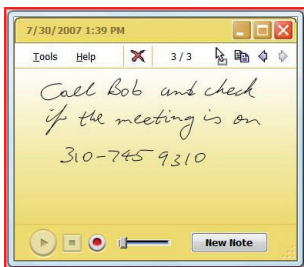 7/30/2007 1:39 PM
Tools Help 3 / 3
Call Bob and check
if the meeting is on
310-745 9310
New Note